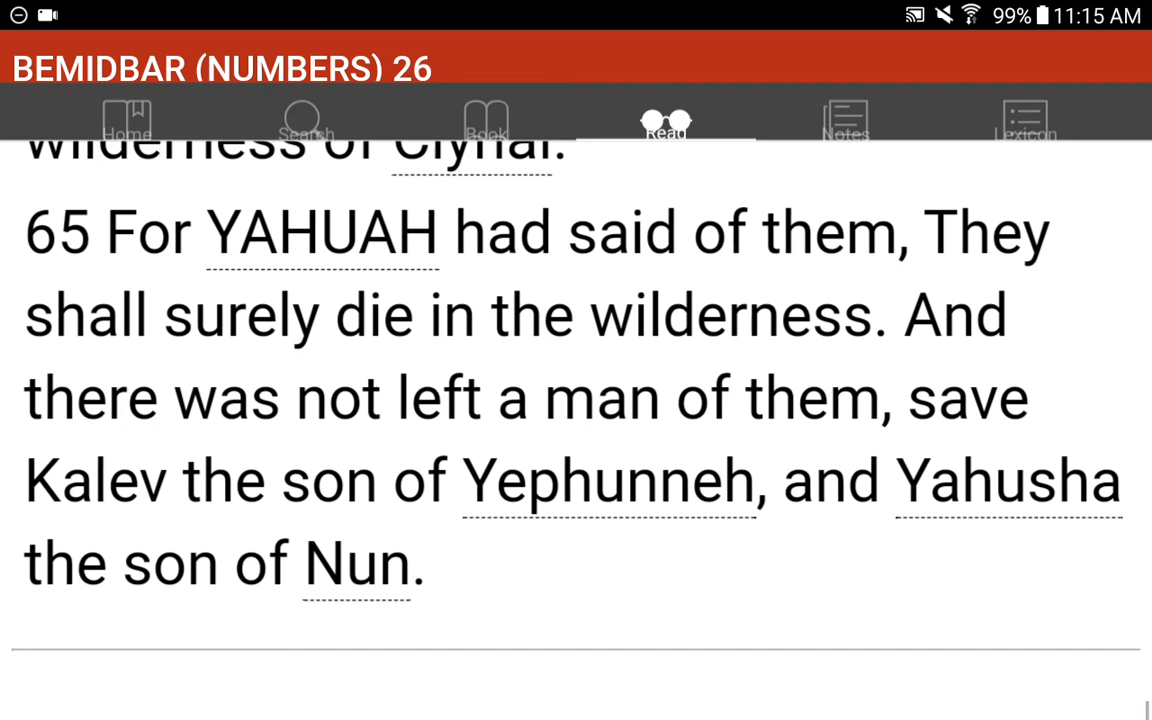 99% 11:15 AM
BEMIDBAR (NUMBERS) 26
Home Search Book Read Notes Lexicon
wilderness of
65 For YAHUAH had said of them, They
shall surely die in the wilderness. And
there was not left a man of them, save
Kalev the son of Yephunneh, and Yahusha
the son of Nun.